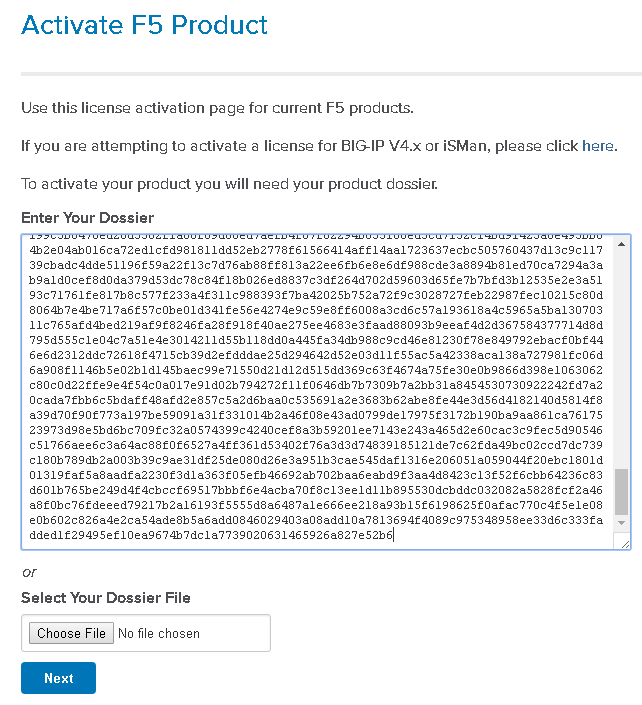 Activate F5 Product
Use this license activation page for current F5 products.
If you are attempting to activate a license for BIG-IP V4.x or iSMan, please click here.
To activate your product you will need your product dossier.
Enter Your Dossier
4b2e04ab016ca72ed1cfd981811dd52eb2778f61566414aff14aa1723637ecbc505760437d13c9c117
39cbadc4dde51196f59a22f13c7d76ab88ff813a22ee6fb6e8e6df988cde3a8894b81ed70ca7294a3a
b9a1d0cef8d0da379d53dc78c84f18b026ed8837c3df264d702d59603d65fe7b7bfd3b12535e2e3a51
93c71761fe817b8c577f233a4f311c988393f7ba42025b752a72f9c3028727feb22987fec10215c80d
8064b7e4be717a6f57c0be01d341fe56e4274e9c59e8ff6008a3cd6c57a193618a4c5965a5ba130703
11c765afd4bed219af9f8246fa28f918f40ae275ee4683e3faad88093b9eeaf4d2d367584377714d8d
795d555c1e04c7a51e4e3014211d55b118dd0a445fa34db988c9cd46e81230f78e849792ebacf0bf44
6e6d2312ddc72618f4715cb39d2efdddae25d294642d52e03d11f55ac5a42338aca138a727981fc06d
6a908f1146b5e02b1d145baec99e71550d21d12d515dd369c63f4674a75fe30e0b9866d398e1063062
c80c0d22ffe9e4f54c0a017e91d02b794272f11f0646db7b7309b7a2bb31a8454530730922242fd7a2
0cada7fbb6c5bdaff48afd2e857c5a2d6baa0c535691a2e3683b62abe8fe44e3d56d4182140d5814f8
a39d70f90f773a197be59091a31f331014b2a46f08e43ad0799de17975f3172b190ba9aa861ca76175
23973d98e5bd6bc709fc32a0574399c4240cef8a3b59201ee7143e243a465d2e60cac3c9fec5d90546
c51766aee6c3a64ac88f0f6527a4ff361d53402f76a3d3d74839185121de7c62fda49bc02ccd7dc739
c180b789db2a003b39c9ae31df25de080d26e3a951b3cae545daf1316e206051a059044f20ebc1801d
01319faf5a8aadfa2230f3d1a363f05efb46692ab702baa6eabd9f3aa4d8423c13f52f6cbb64236c83
d601b765be249d4f4cbccf69517bbbf6e4acba70f8c13ee1d11b895530dcbddc032082a5828fcf2a46
a8f0bc76fdeeed79217b2a16193f5555d8a6487a1e666ee218a93b15f6198625f0afac770c4f5e1e08
e0b602c826a4e2ca54ade8b5a6add0846029403a08add10a7813694f4089c975348958ee33d6c333fa
dded1f29495ef10ea9674b7dc1a7739020631465926a827e52b6
or
Select Your Dossier File
Choose File No file chosen
Next